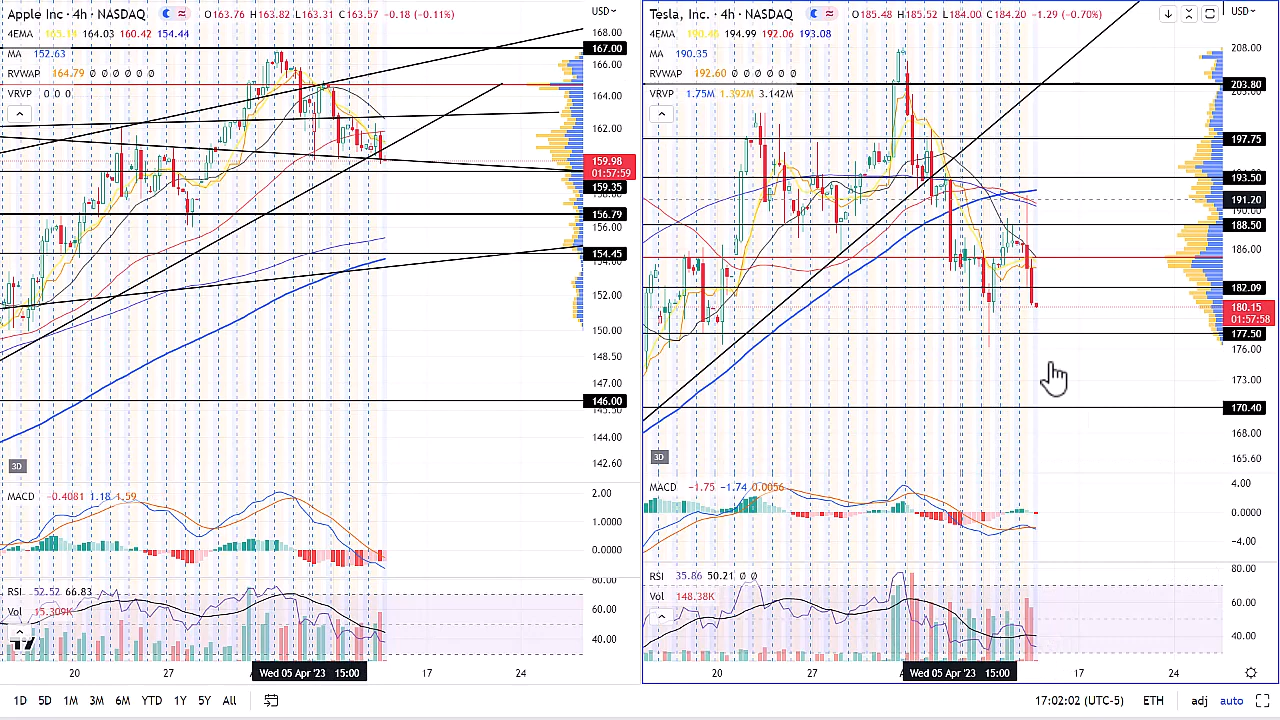 Apple Inc · 4h · NASDAQ O163.76 H163.82 L163.31 C163.57 −0.18 (−0.11%)
USD
4EMA 164.03 160.42 154.44
MA 152.63
RVWAP 164.79 0 0 0 0 0 0
VRVP 0 0 0
168.00
167.00
166.00
164.00
162.00
159.98
01:57:59
159.35
156.79
156.00
154.45
152.00
150.00
148.50
147.00
146.00
144.00
142.60
3D
MACD −0.4081 1.18 1.59
2.00
1.0000
0.0000
RSI 52.52 66.83
Vol 15.309K
60.00
40.00
20
27
Wed 05 Apr '23 15:00
17
24
Tesla, Inc. · 4h · NASDAQ O185.48 H185.52 L184.00 C184.20 −1.29 (−0.70%)
USD
4EMA 194.99 192.06 193.08
MA 190.35
RVWAP 192.60 0 0 0 0 0 0
VRVP 1.75M 1.392M 3.142M
208.00
203.80
197.75
193.50
191.20
190.00
188.50
186.00
182.09
180.15
01:57:58
177.50
176.00
173.00
170.40
168.00
165.60
3D
MACD −1.75 −1.74 0.0056
4.00
0.0000
−4.00
RSI 35.86 50.21 ∅ ∅
Vol 148.38K
80.00
60.00
40.00
20
27
Wed 05 Apr '23 15:00
17
24
1D 5D 1M 3M 6M YTD 1Y 5Y All
17:02:02 (UTC-5) ETH adj auto